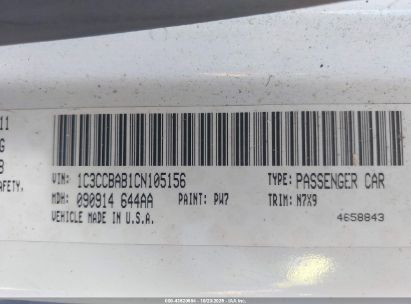 11
G
B
AFETY.
VIN: 1C3CCBAB1CN105156 TYPE: PASSENGER CAR
MDH: 090914 644AA PAINT: PW7 TRIM: N7X9
VEHICLE MADE IN U.S.A. 4658843